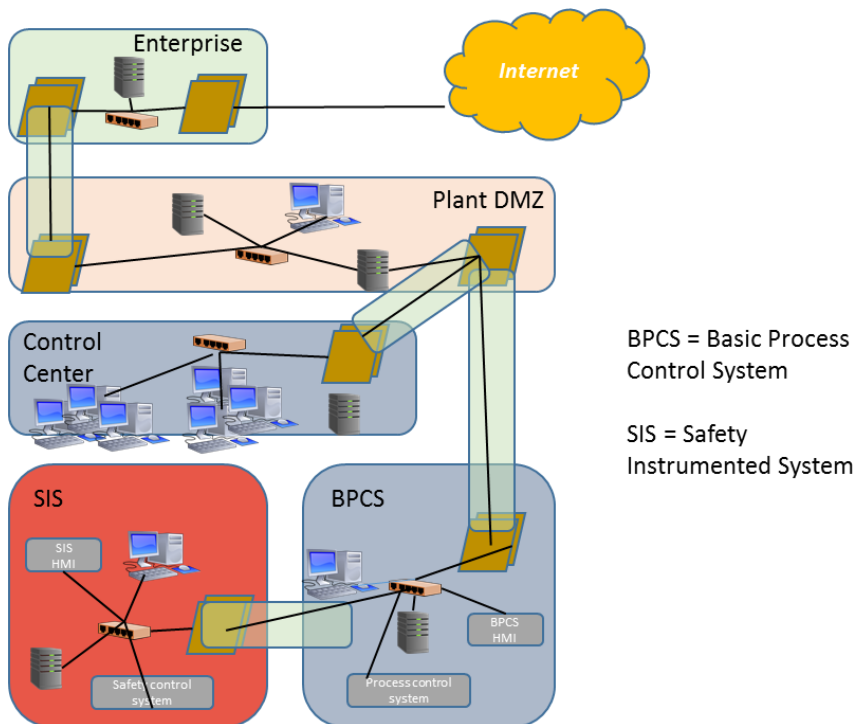 Enterprise
Internet
Plant DMZ
Control
Center
BPCS = Basic Process
Control System
SIS = Safety
Instrumented System
SIS
SIS
HMI
Safety control
system
BPCS
BPCS
HMI
Process control
system